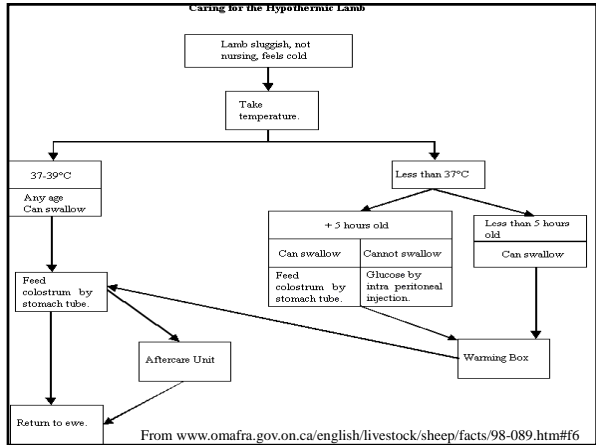 Caring for the Hypothermic Lamb
Lamb sluggish, not
nursing, feels cold
Take
temperature.
37-39°C
Any age
Can swallow
Less than 37°C
+ 5 hours old
Can swallow
Cannot swallow
Feed
colostrum by
stomach tube.
Glucose by
intra peritoneal
injection.
Less than 5 hours
old
Can swallow
Feed
colostrum by
stomach tube.
Aftercare Unit
Warming Box
Return to ewe.
From www.omafra.gov.on.ca/english/livestock/sheep/facts/98-089.htm#f6